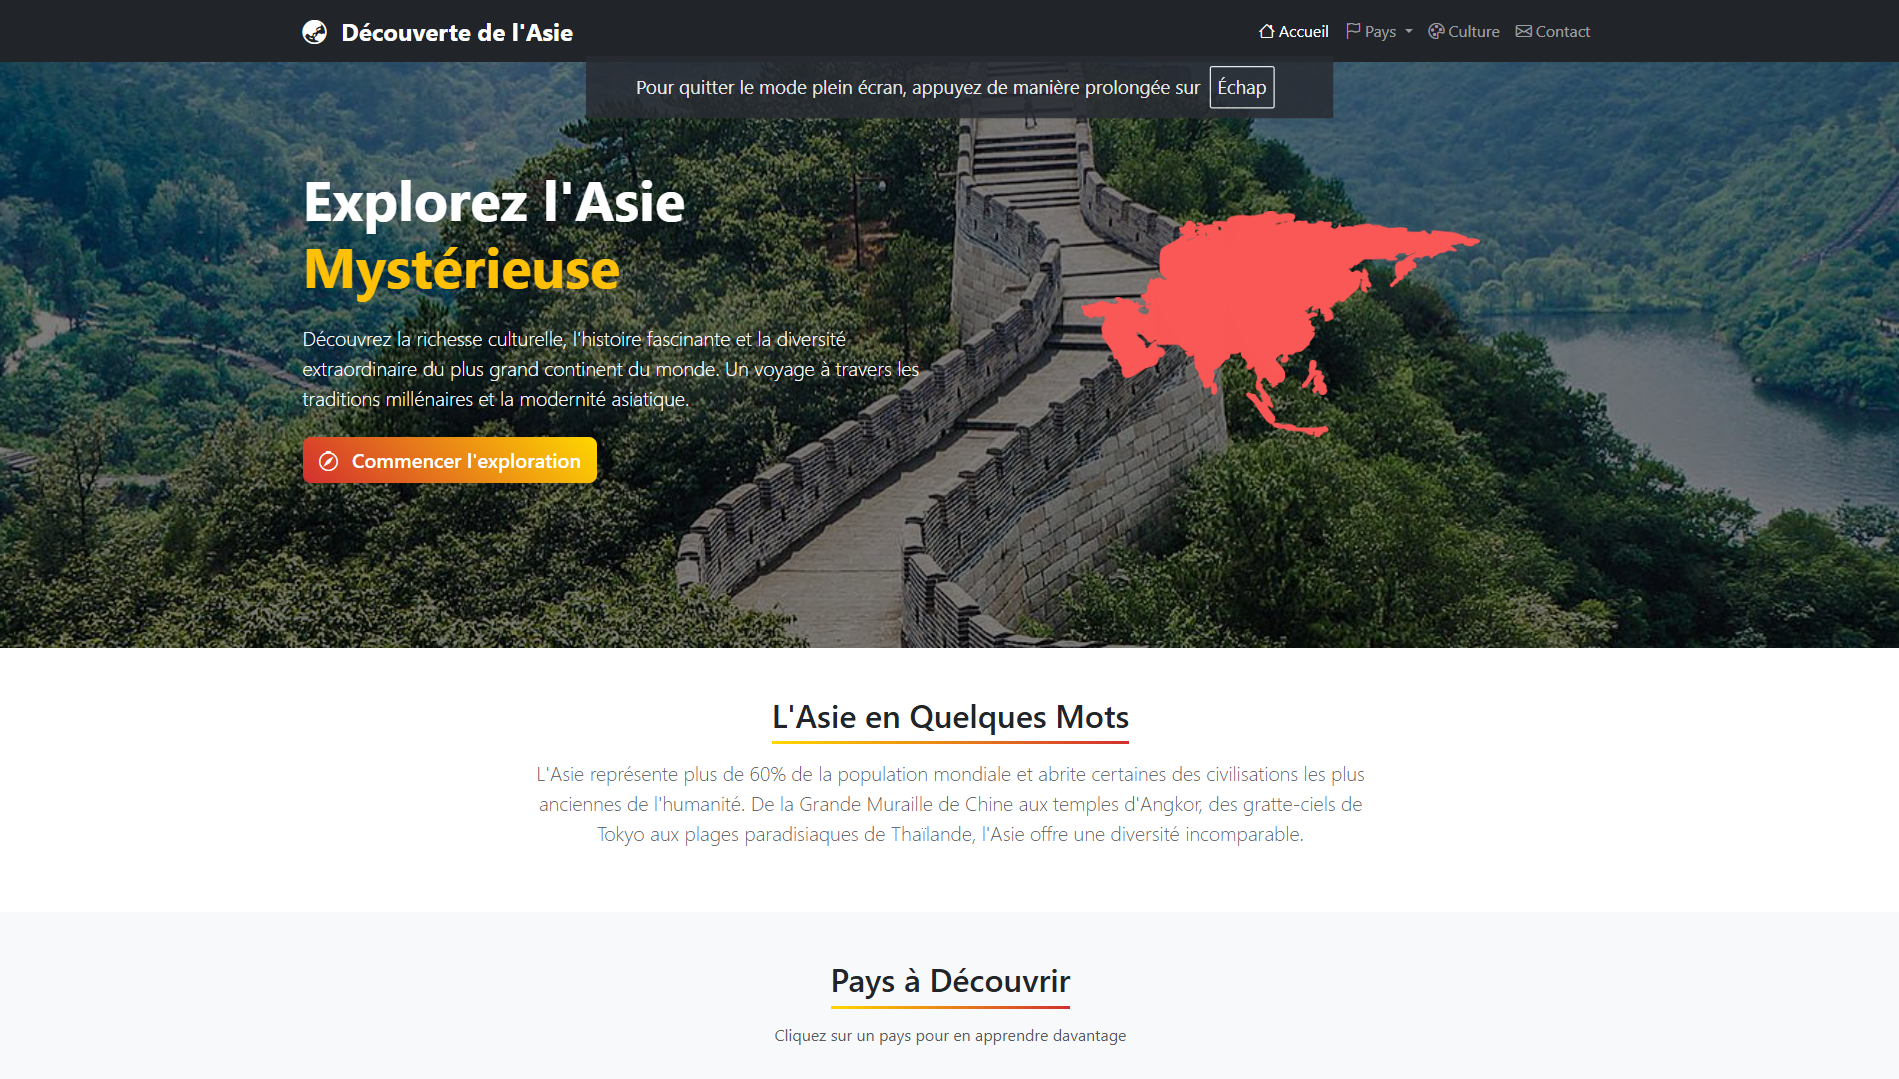 Découverte de l'Asie
Accueil
Pays
Culture
Contact
Pour quitter le mode plein écran, appuyez de manière prolongée sur Échap
Explorez l'Asie
Mystérieuse
Découvrez la richesse culturelle, l'histoire fascinante et la diversité
extraordinaire du plus grand continent du monde. Un voyage à travers les
traditions millénaires et la modernité asiatique.
Commencer l'exploration
L'Asie en Quelques Mots
L'Asie représente plus de 60% de la population mondiale et abrite certaines des civilisations les plus
anciennes de l'humanité. De la Grande Muraille de Chine aux temples d'Angkor, des gratte-ciels de
Tokyo aux plages paradisiaques de Thaïlande, l'Asie offre une diversité incomparable.
Pays à Découvrir
Cliquez sur un pays pour en apprendre davantage